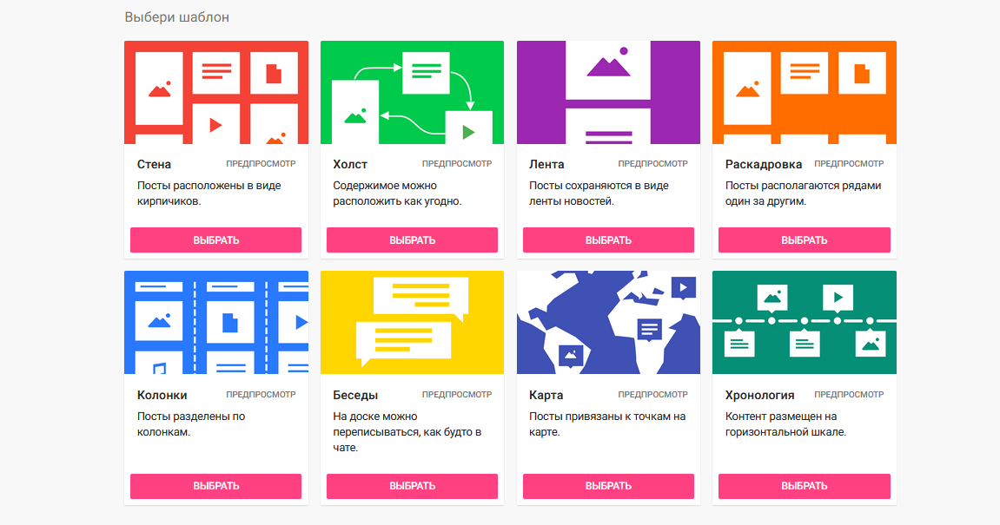 Выбери шаблон
Стена ПРЕДПРОСМОТР
Посты расположены в виде
кирпичиков.
ВЫБРАТЬ
Холст ПРЕДПРОСМОТР
Содержимое можно
расположить как угодно.
ВЫБРАТЬ
Лента ПРЕДПРОСМОТР
Посты сохраняются в виде
ленты новостей.
ВЫБРАТЬ
Раскадровка ПРЕДПРОСМОТР
Посты располагаются рядами
один за другим.
ВЫБРАТЬ
Колонки ПРЕДПРОСМОТР
Посты разделены по
колонкам.
ВЫБРАТЬ
Беседы ПРЕДПРОСМОТР
На доске можно
переписываться, как будто в
чате.
ВЫБРАТЬ
Карта ПРЕДПРОСМОТР
Посты привязаны к точкам на
карте.
ВЫБРАТЬ
Хронология ПРЕДПРОСМОТР
Контент размещен на
горизонтальной шкале.
ВЫБРАТЬ